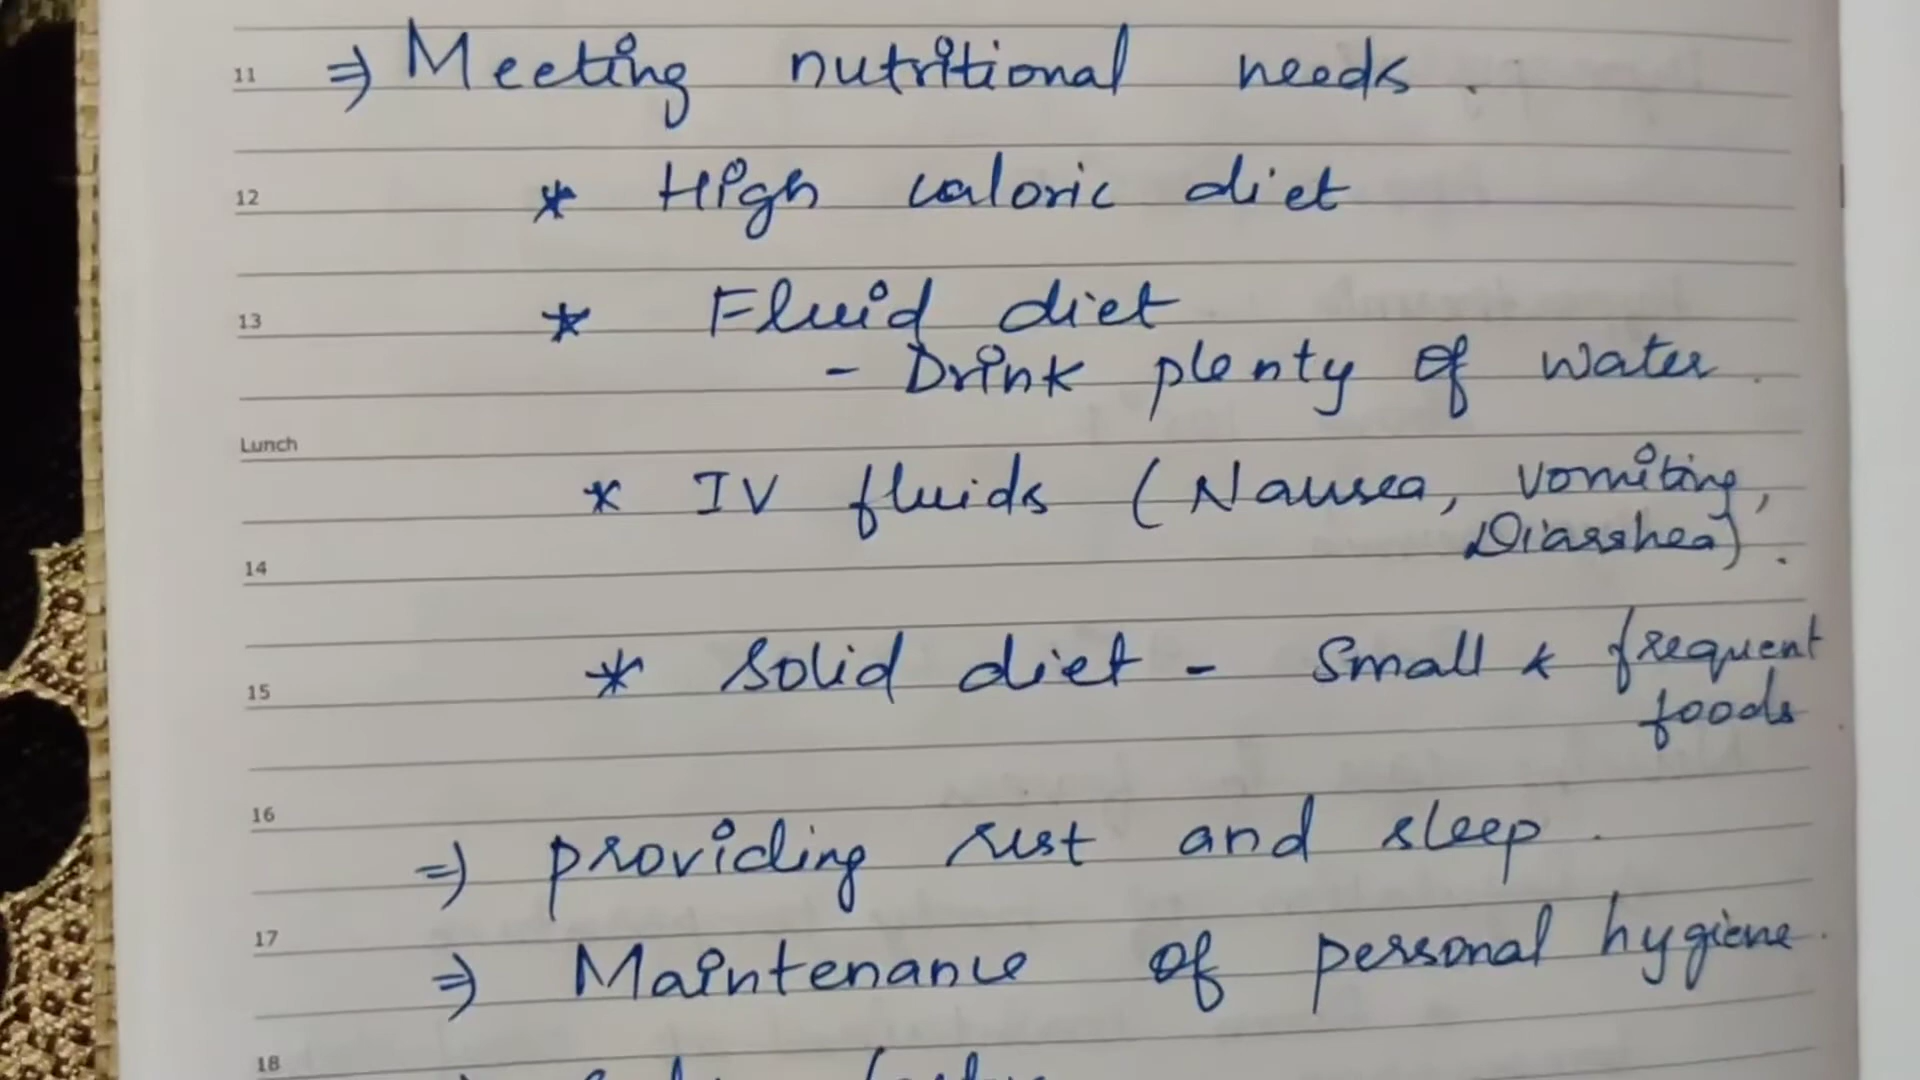 11 ⇒ Meeting nutritional needs.
12 * High caloric diet
13 * Fluid diet
- Drink plenty of water.
Lunch
* IV fluids (Nausea, vomiting,
Diarrhea).
14
15 * Solid diet - Small & frequent
foods
16
⇒ providing rest and sleep.
17
⇒ Maintenance of personal hygiene.
18